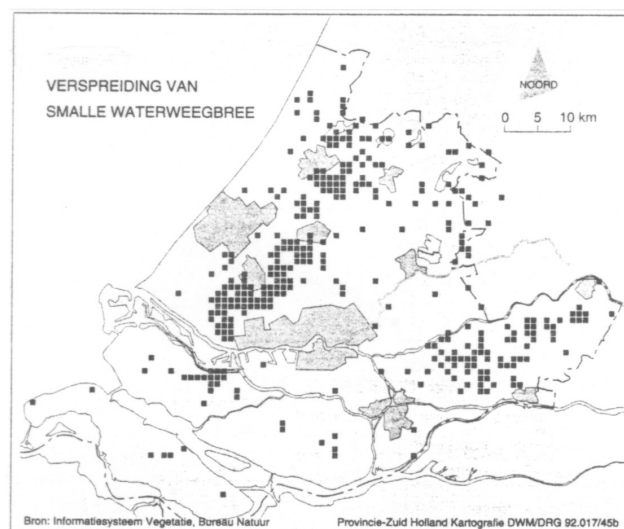 VERSPREIDING VAN
SMALLE WATERWEEGBREE
NOORD
0 5 10 km
Bron: Informatiesysteem Vegetatie, Bureau Natuur
Provincie-Zuid Holland Kartografie DWM/DRG 92.017/45b